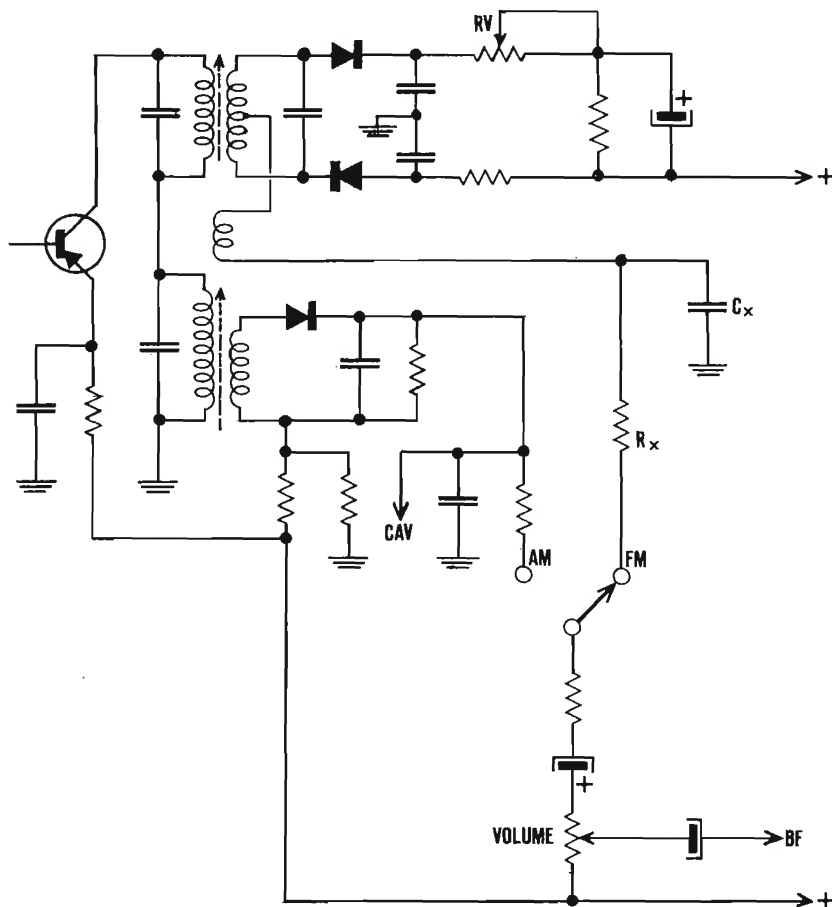 RV
+
+
Cx
Rx
CAV
AM
FM
+
VOLUME
BF
+